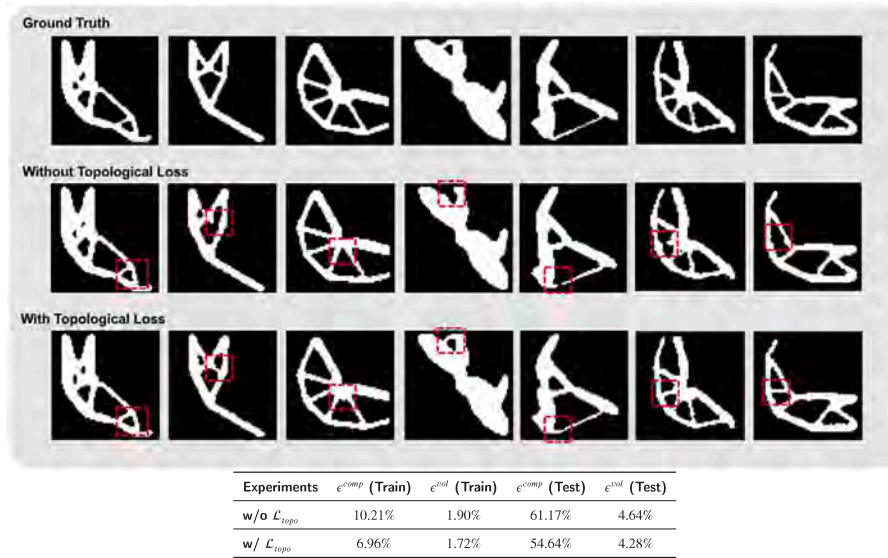 Ground Truth
Without Topological Loss
With Topological Loss
Experiments ϵ^comp (Train) ϵ^vol (Train) ϵ^comp (Test) ϵ^vol (Test)
w/o 𝓛_topo 10.21% 1.90% 61.17% 4.64%
w/ 𝓛_topo 6.96% 1.72% 54.64% 4.28%